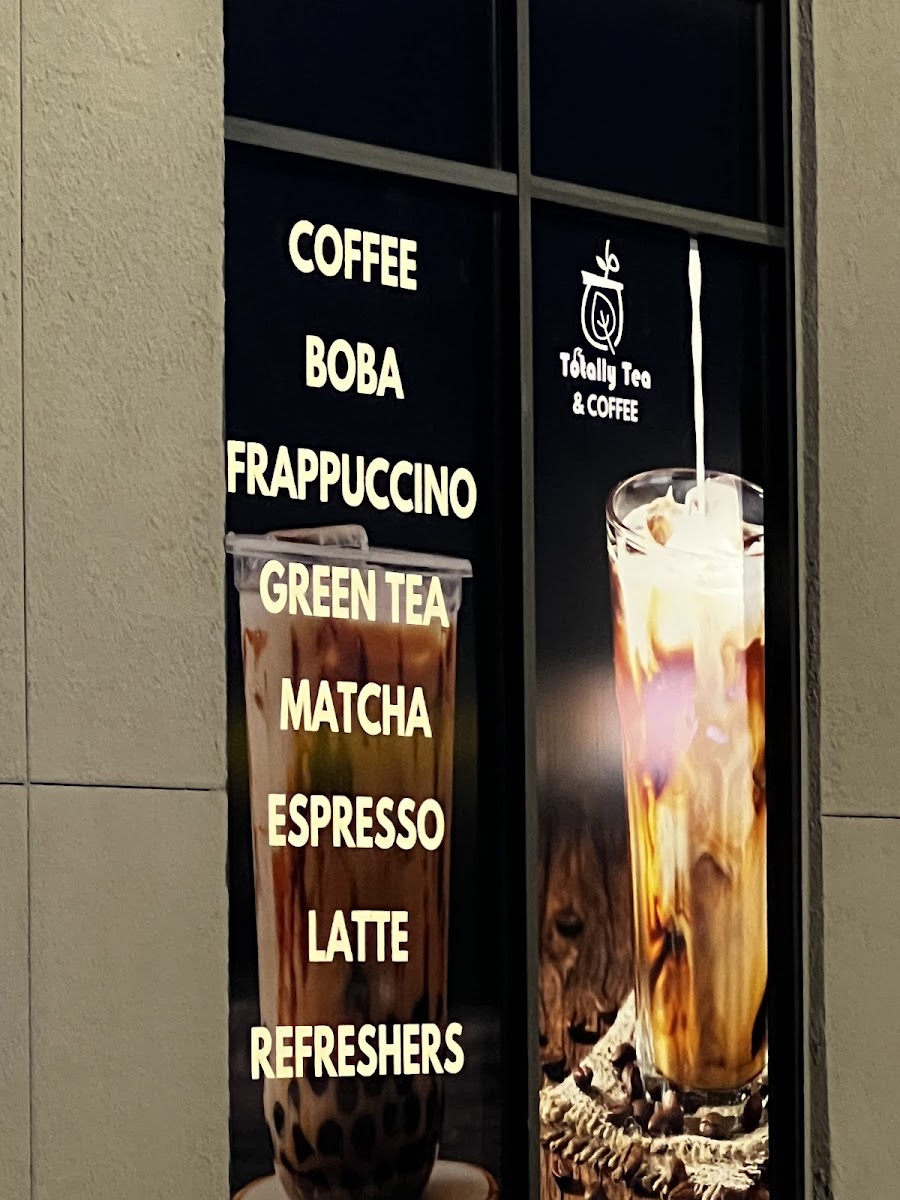 COFFEE
BOBA
FRAPPUCCINO
GREEN TEA
MATCHA
ESPRESSO
LATTE
REFRESHERS
Totally Tea
& COFFEE